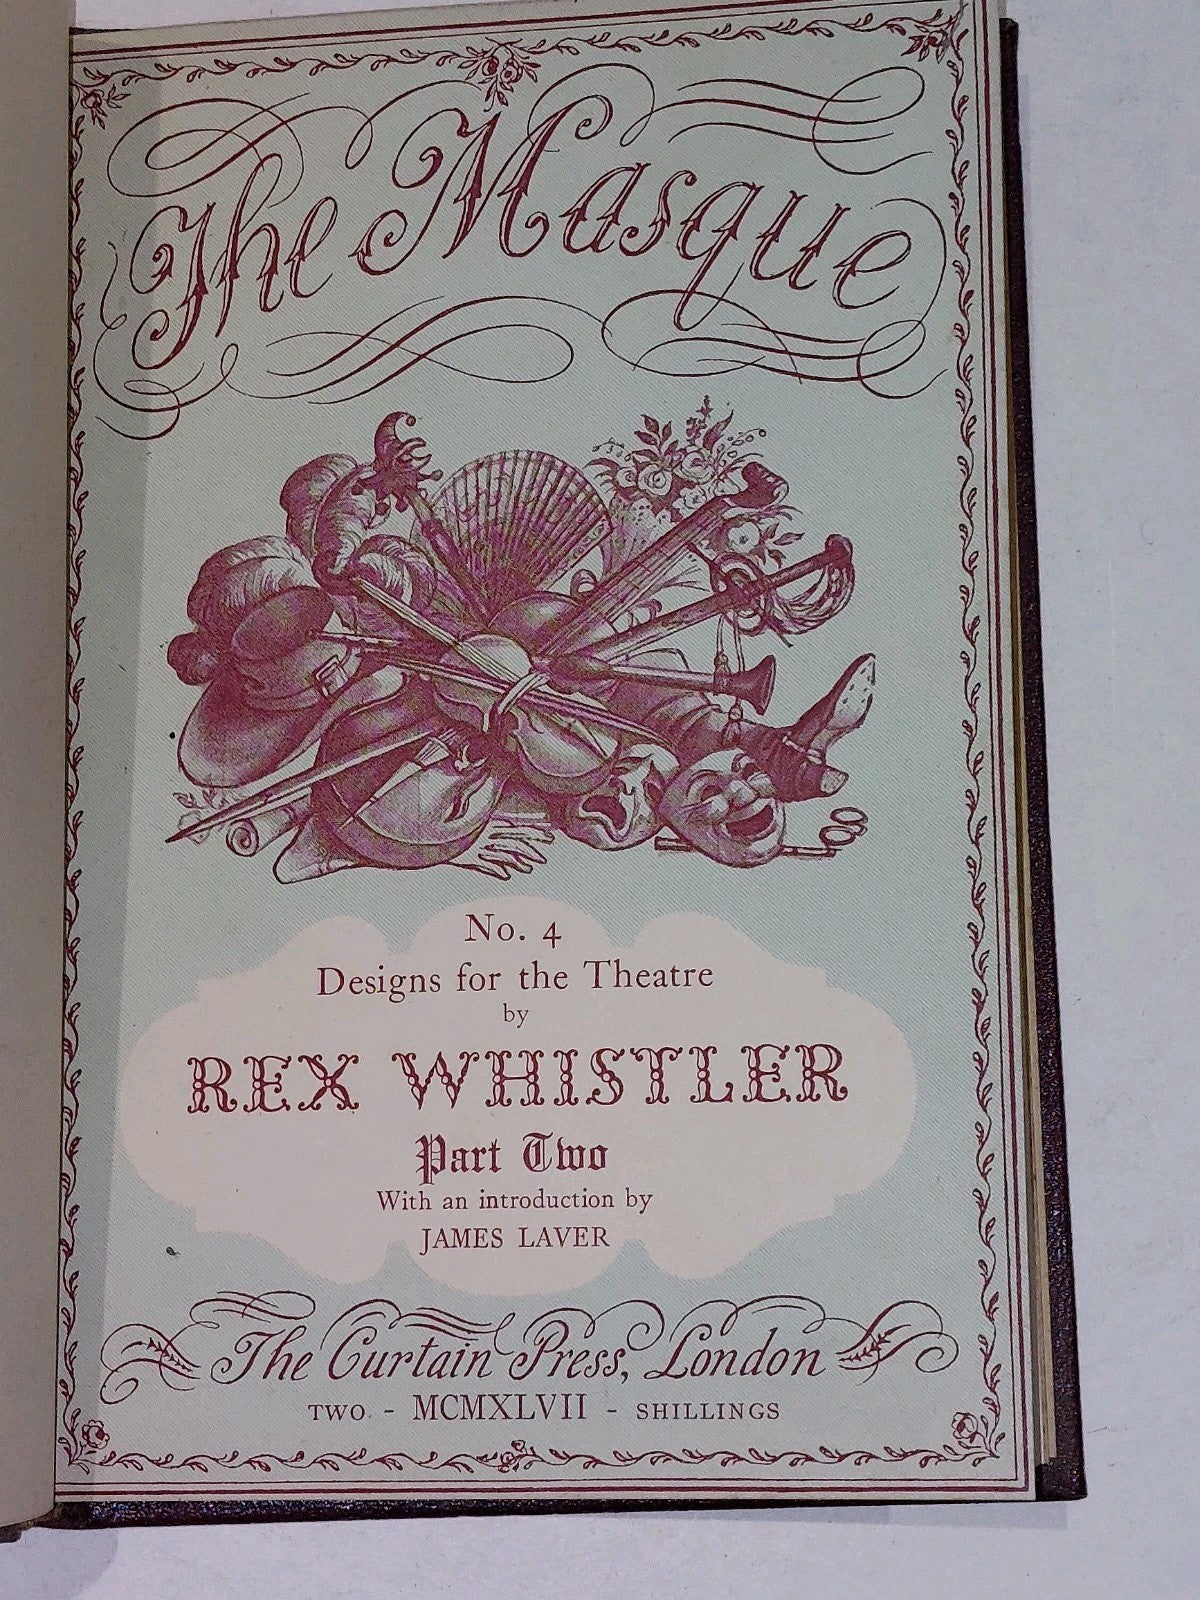 The Masque
No. 4
Designs for the Theatre
by
REX WHISTLER
Part Two
With an introduction by
JAMES LAVER
The Curtain Press, London
TWO - MCMXLVII - SHILLINGS